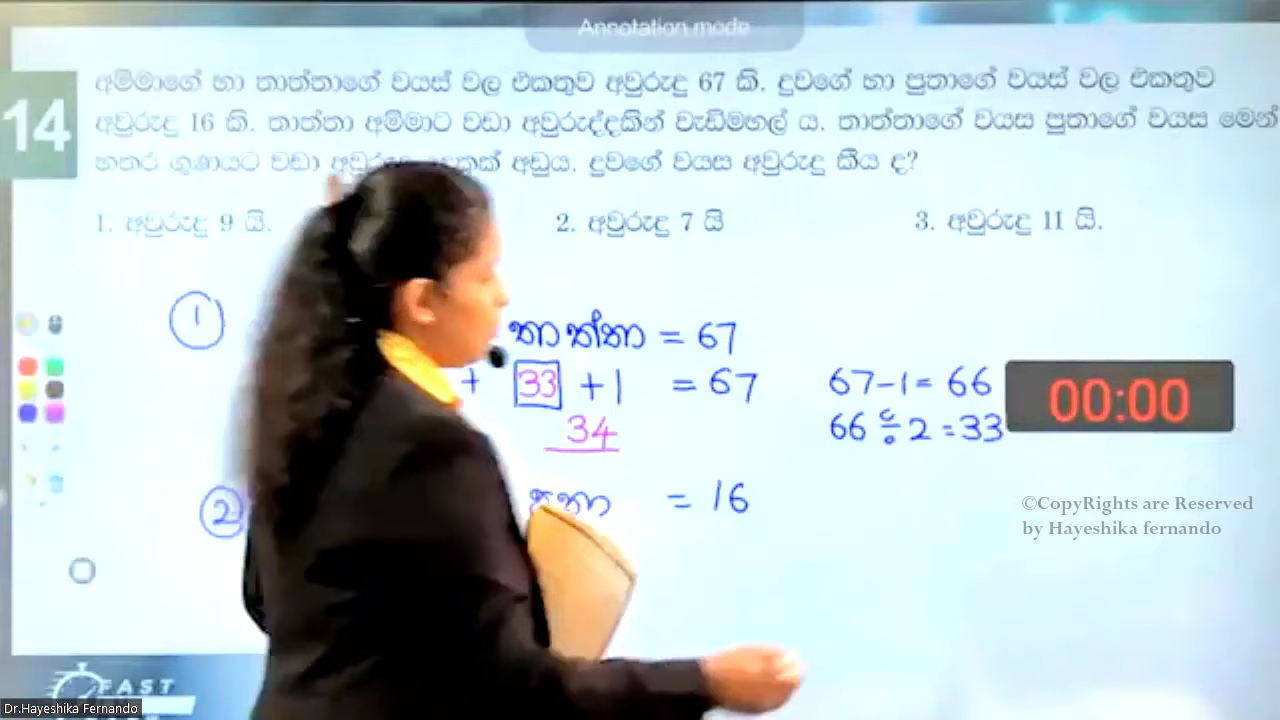 Annotation mode
14
අම්මාගේ හා තාත්තාගේ වයස් වල එකතුව අවුරුදු 67 කි. දුවගේ හා පුතාගේ වයස් වල එකතුව
අවුරුදු 16 කි. තාත්තා අම්මාට වඩා අවුරුද්දකින් වැඩිමහල් ය. තාත්තාගේ වයස පුතාගේ වයස මෙන්
හතර ගුණයට වඩා අඩුය. දුවගේ වයස අවුරුදු කීය ද?
1. අවුරුදු 9 යි. 2. අවුරුදු 7 යි 3. අවුරුදු 11 යි.
1 තාත්තා = 67
+ 33 +1 = 67 67-1= 66
34 66 ÷ 2 =33
00:00
2 = 16
©CopyRights are Reserved
by Hayeshika fernando
FAST
Dr.Hayeshika Fernando